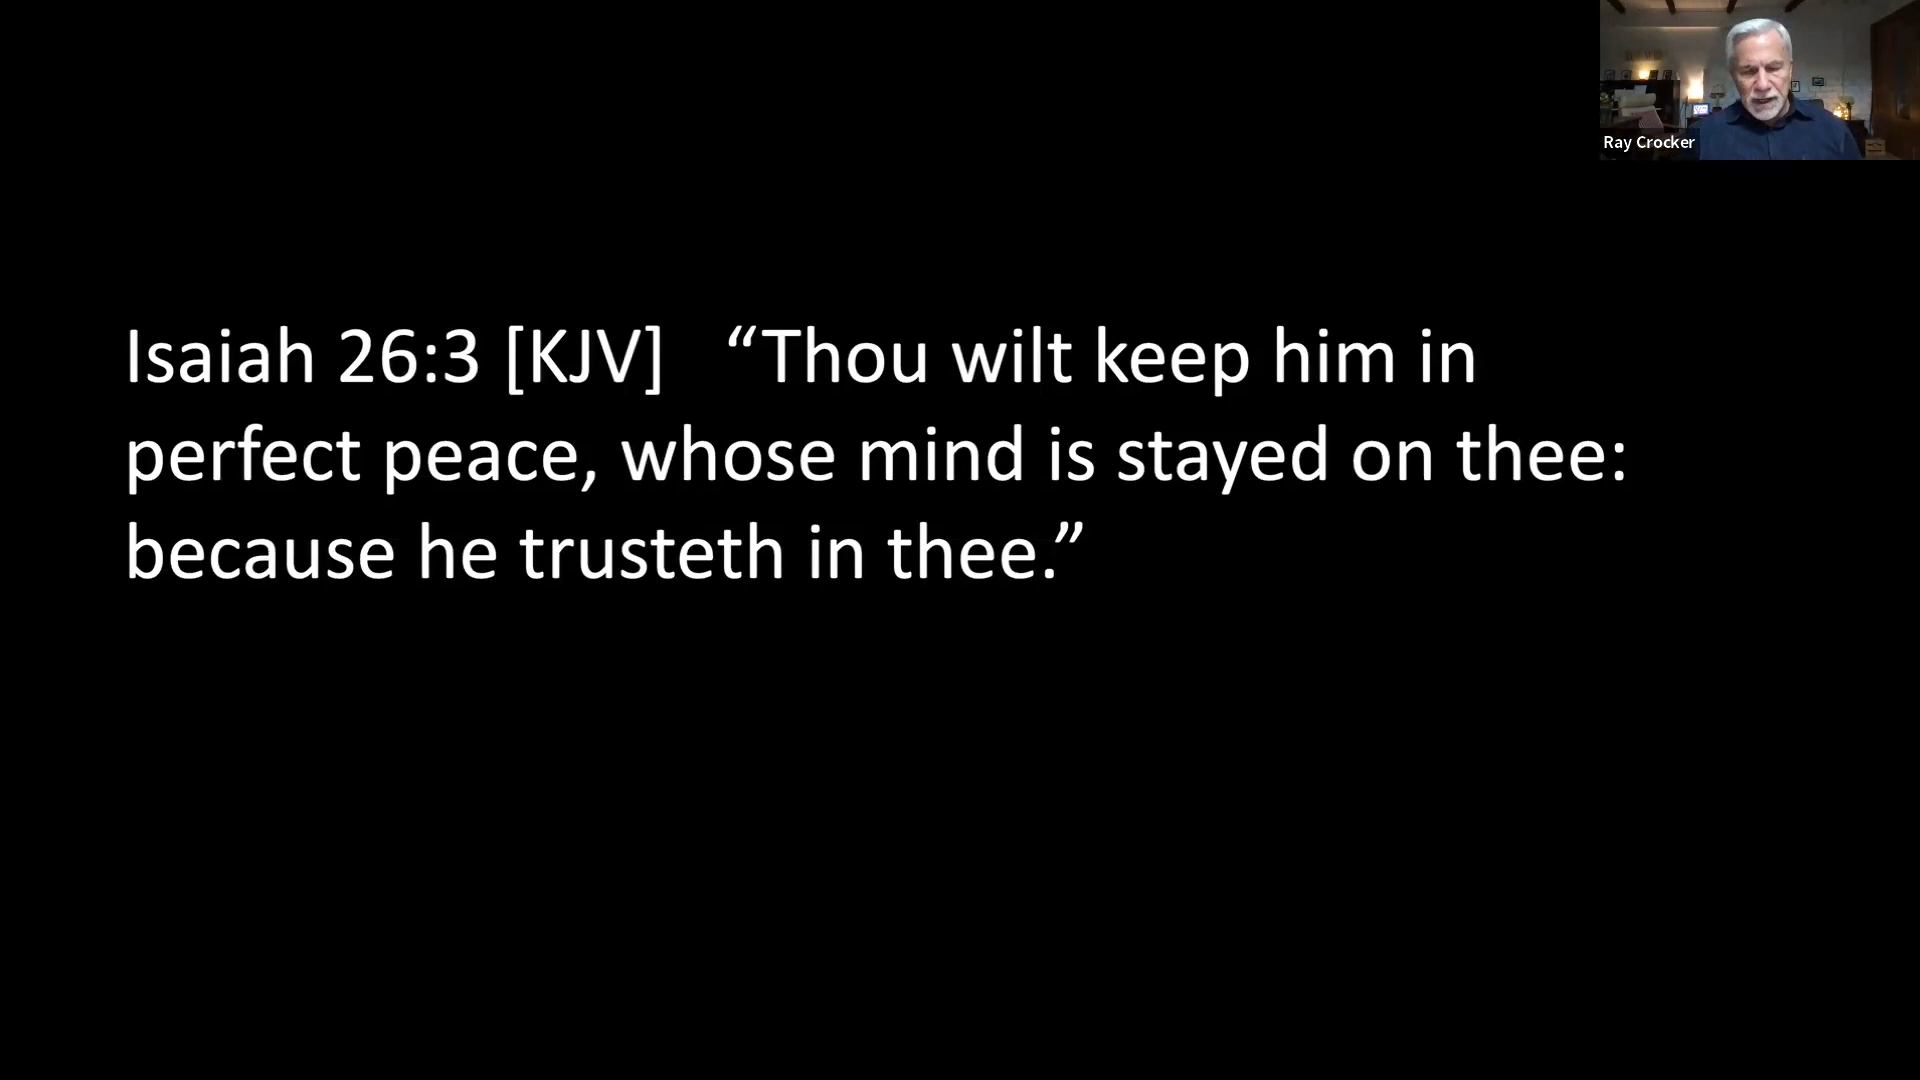 Ray Crocker
Isaiah 26:3 [KJV]   “Thou wilt keep him in
perfect peace, whose mind is stayed on thee:
because he trusteth in thee.”